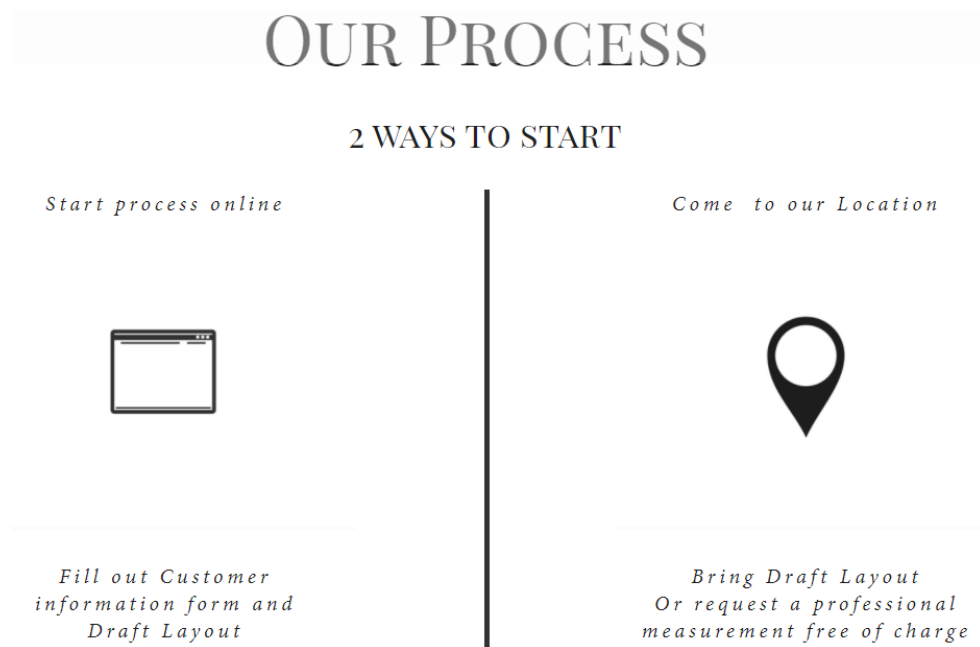 Our Process
2 WAYS TO START
Start process online
Come to our Location
Fill out Customer
information form and
Draft Layout
Bring Draft Layout
Or request a professional
measurement free of charge